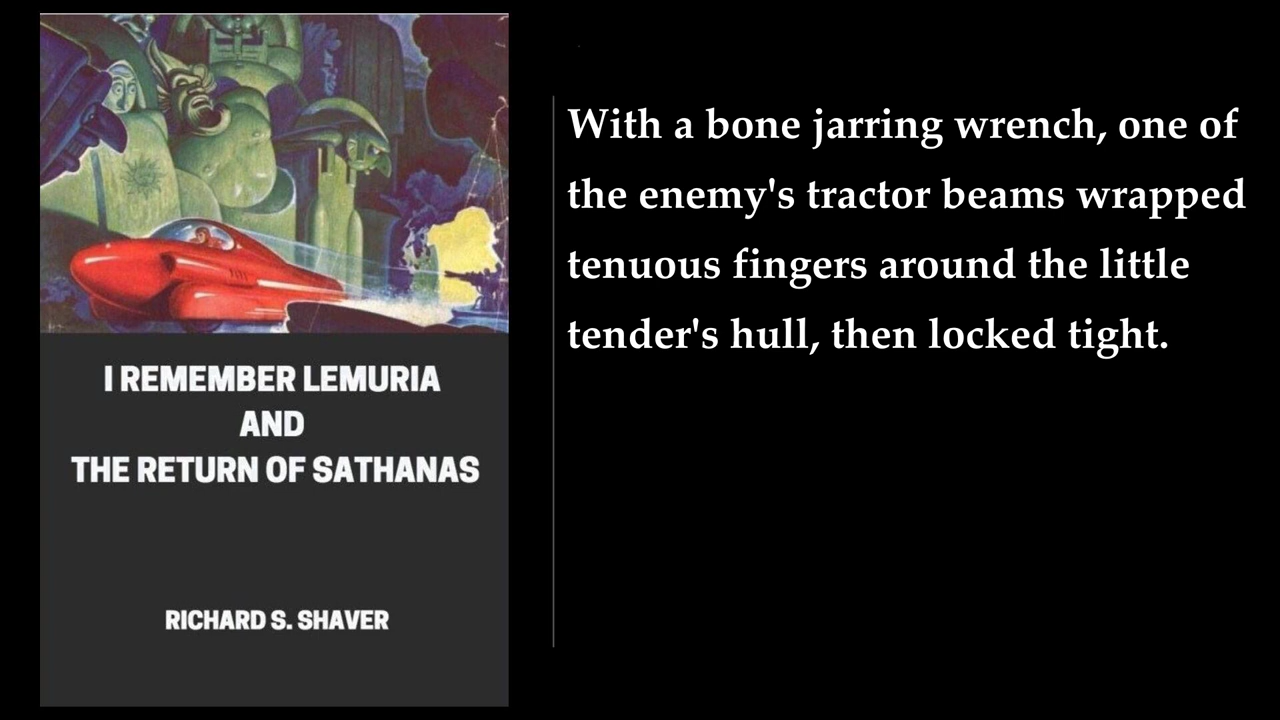 I REMEMBER LEMURIA
AND
THE RETURN OF SATHANAS
RICHARD S. SHAVER
With a bone jarring wrench, one of
the enemy's tractor beams wrapped
tenuous fingers around the little
tender's hull, then locked tight.